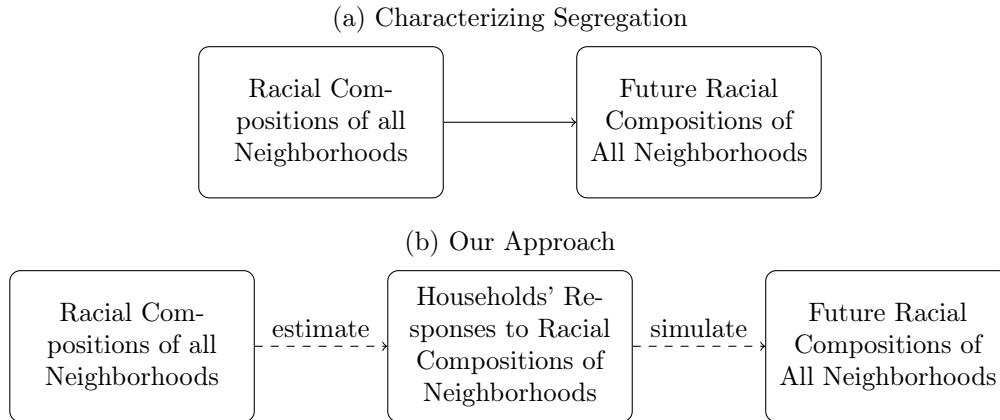 (a) Characterizing Segregation
Racial Com-
positions of all
Neighborhoods
Future Racial
Compositions of
All Neighborhoods
(b) Our Approach
Racial Com-
positions of all
Neighborhoods
estimate
Households' Re-
sponses to Racial
Compositions of
Neighborhoods
simulate
Future Racial
Compositions of
All Neighborhoods